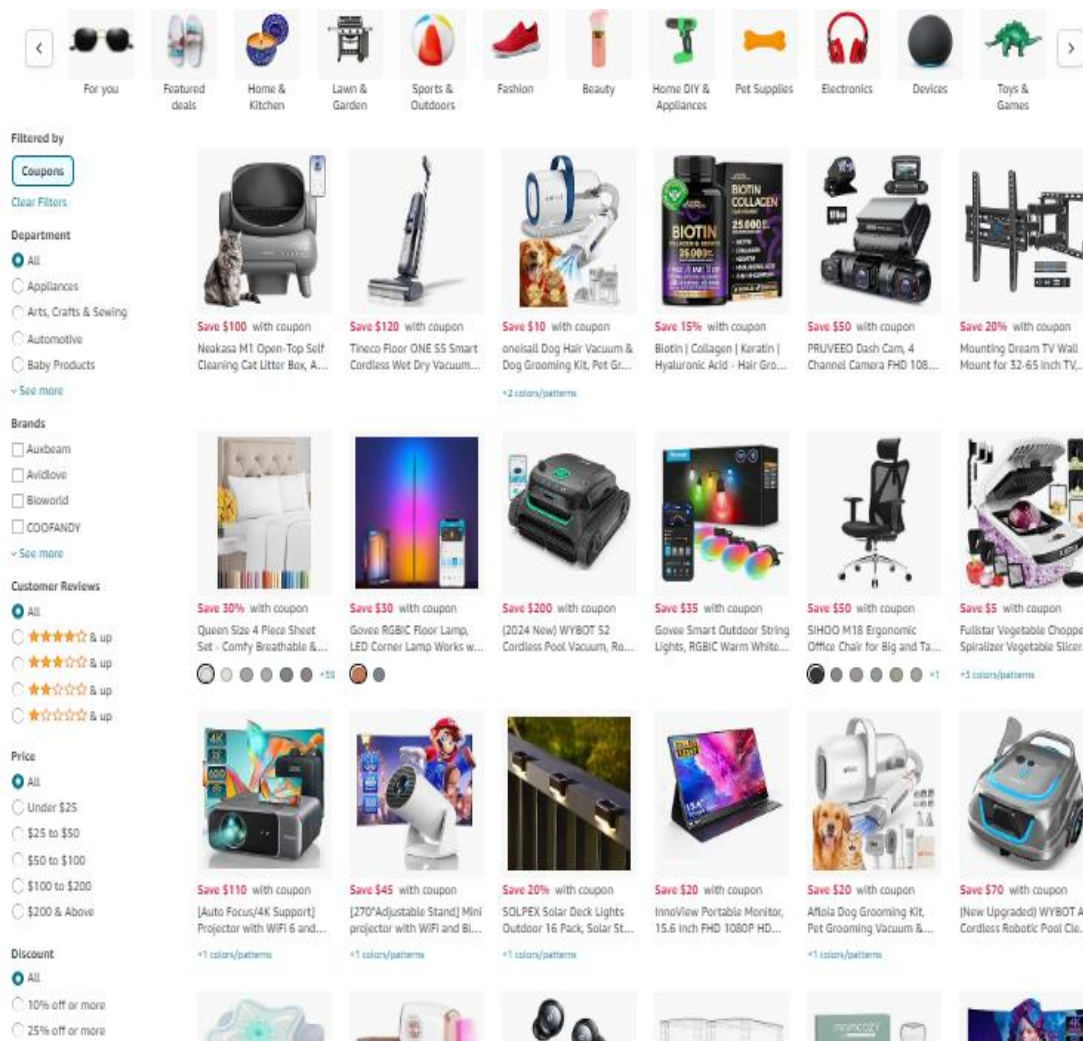 For you
Featured
deals
Home &
Kitchen
Lawn &
Garden
Sports &
Outdoors
Fashion
Beauty
Home DIY &
Appliances
Pet Supplies
Electronics
Devices
Toys &
Games
Filtered by
Coupons
Clear Filters
Department
All
Appliances
Arts, Crafts & Sewing
Automotive
Baby Products
See more
Brands
Auxbeam
Avidlove
Bioworld
COOFANDY
See more
Customer Reviews
All
& up
& up
& up
& up
Price
All
Under $25
$25 to $50
$50 to $100
$100 to $200
$200 & Above
Discount
All
10% off or more
25% off or more
BIOTIN
25,000
BIOTIN
COLLAGEN
25,000
Save $100 with coupon
Neakasa M1 Open-Top Self
Cleaning Cat Litter Box, A...
Save $120 with coupon
Tineco Floor ONE S5 Smart
Cordless Wet Dry Vacuum...
Save $10 with coupon
oneisall Dog Hair Vacuum &
Dog Grooming Kit, Pet Gr...
+2 colors/patterns
Save 15% with coupon
Biotin | Collagen | Keratin |
Hyaluronic Acid - Hair Gro...
Save $50 with coupon
PRUVEEO Dash Cam, 4
Channel Camera FHD 108...
Save 20% with coupon
Mounting Dream TV Wall
Mount for 32-65 Inch TV,...
Save 30% with coupon
Queen Size 4 Piece Sheet
Set - Comfy Breathable &...
+39
Save $30 with coupon
Govee RGBIC Floor Lamp,
LED Corner Lamp Works w...
Save $200 with coupon
(2024 New) WYBOT S2
Cordless Pool Vacuum, Ro...
Save $35 with coupon
Govee Smart Outdoor String
Lights, RGBIC Warm White...
Save $50 with coupon
SIHOO M18 Ergonomic
Office Chair for Big and Ta...
+1
Save $5 with coupon
Fullstar Vegetable Choppe
Spiralizer Vegetable Slicer
+3 colors/patterns
4K
Save $110 with coupon
[Auto Focus/4K Support]
Projector with WiFi 6 and...
+1 colors/patterns
Save $45 with coupon
[270°Adjustable Stand] Mini
projector with WiFi and Bl...
+1 colors/patterns
Save 20% with coupon
SOLPEX Solar Deck Lights
Outdoor 16 Pack, Solar St...
+1 colors/patterns
15.6"
Save $20 with coupon
InnoView Portable Monitor,
15.6 Inch FHD 1080P HD...
Save $20 with coupon
Afloia Dog Grooming Kit,
Pet Grooming Vacuum &...
+1 colors/patterns
Save $70 with coupon
(New Upgraded) WYBOT A
Cordless Robotic Pool Cle...
momcozy
4K